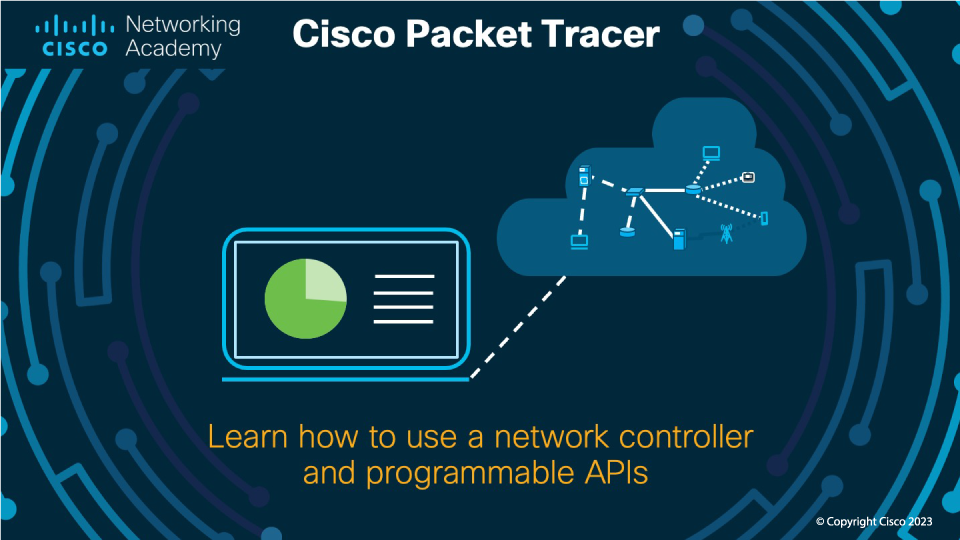 CISCO
Networking
Academy
Cisco Packet Tracer
Learn how to use a network controller
and programmable APIs
© Copyright Cisco 2023